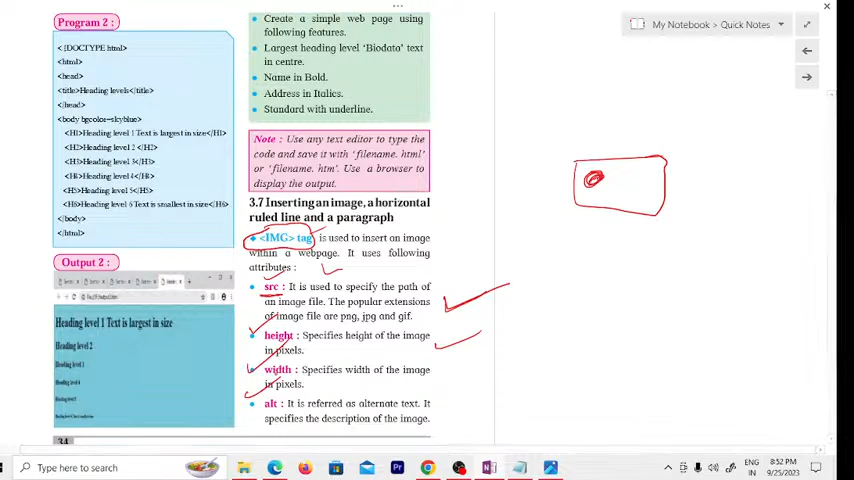 My Notebook > Quick Notes
Program 2 :
< !DOCTYPE html>
<html>
<head>
<title>Heading levels</title>
</head>
<body bgcolor=skyblue>
<H1>Heading level 1 Text is largest in size</H1>
<H2>Heading level 2 </H2>
<H3>Heading level 3</H3>
<H4>Heading level 4</H4>
<H5>Heading level 5</H5>
<H6>Heading level 6 Text is smallest in size</H6>
</body>
</html>
Output 2 :
Heading level 1 Text is largest in size
Heading level 2
Heading level 3
Heading level 4
Heading level 5
34
Create a simple web page using
following features.
Largest heading level ‘Biodata’ text
in centre.
Name in Bold.
Address in Italics.
Standard with underline.
Note : Use any text editor to type the
code and save it with ‘filename. html’
or ‘filename. htm’. Use a browser to
display the output.
3.7 Inserting an image, a horizontal
ruled line and a paragraph
<IMG> tag is used to insert an image
within a webpage. It uses following
attributes :
src : It is used to specify the path of
an image file. The popular extensions
of image file are png, jpg and gif.
height : Specifies height of the image
in pixels.
width : Specifies width of the image
in pixels.
alt : It is referred as alternate text. It
specifies the description of the image.
Type here to search
ENG
IN
8:52 PM
9/25/2023